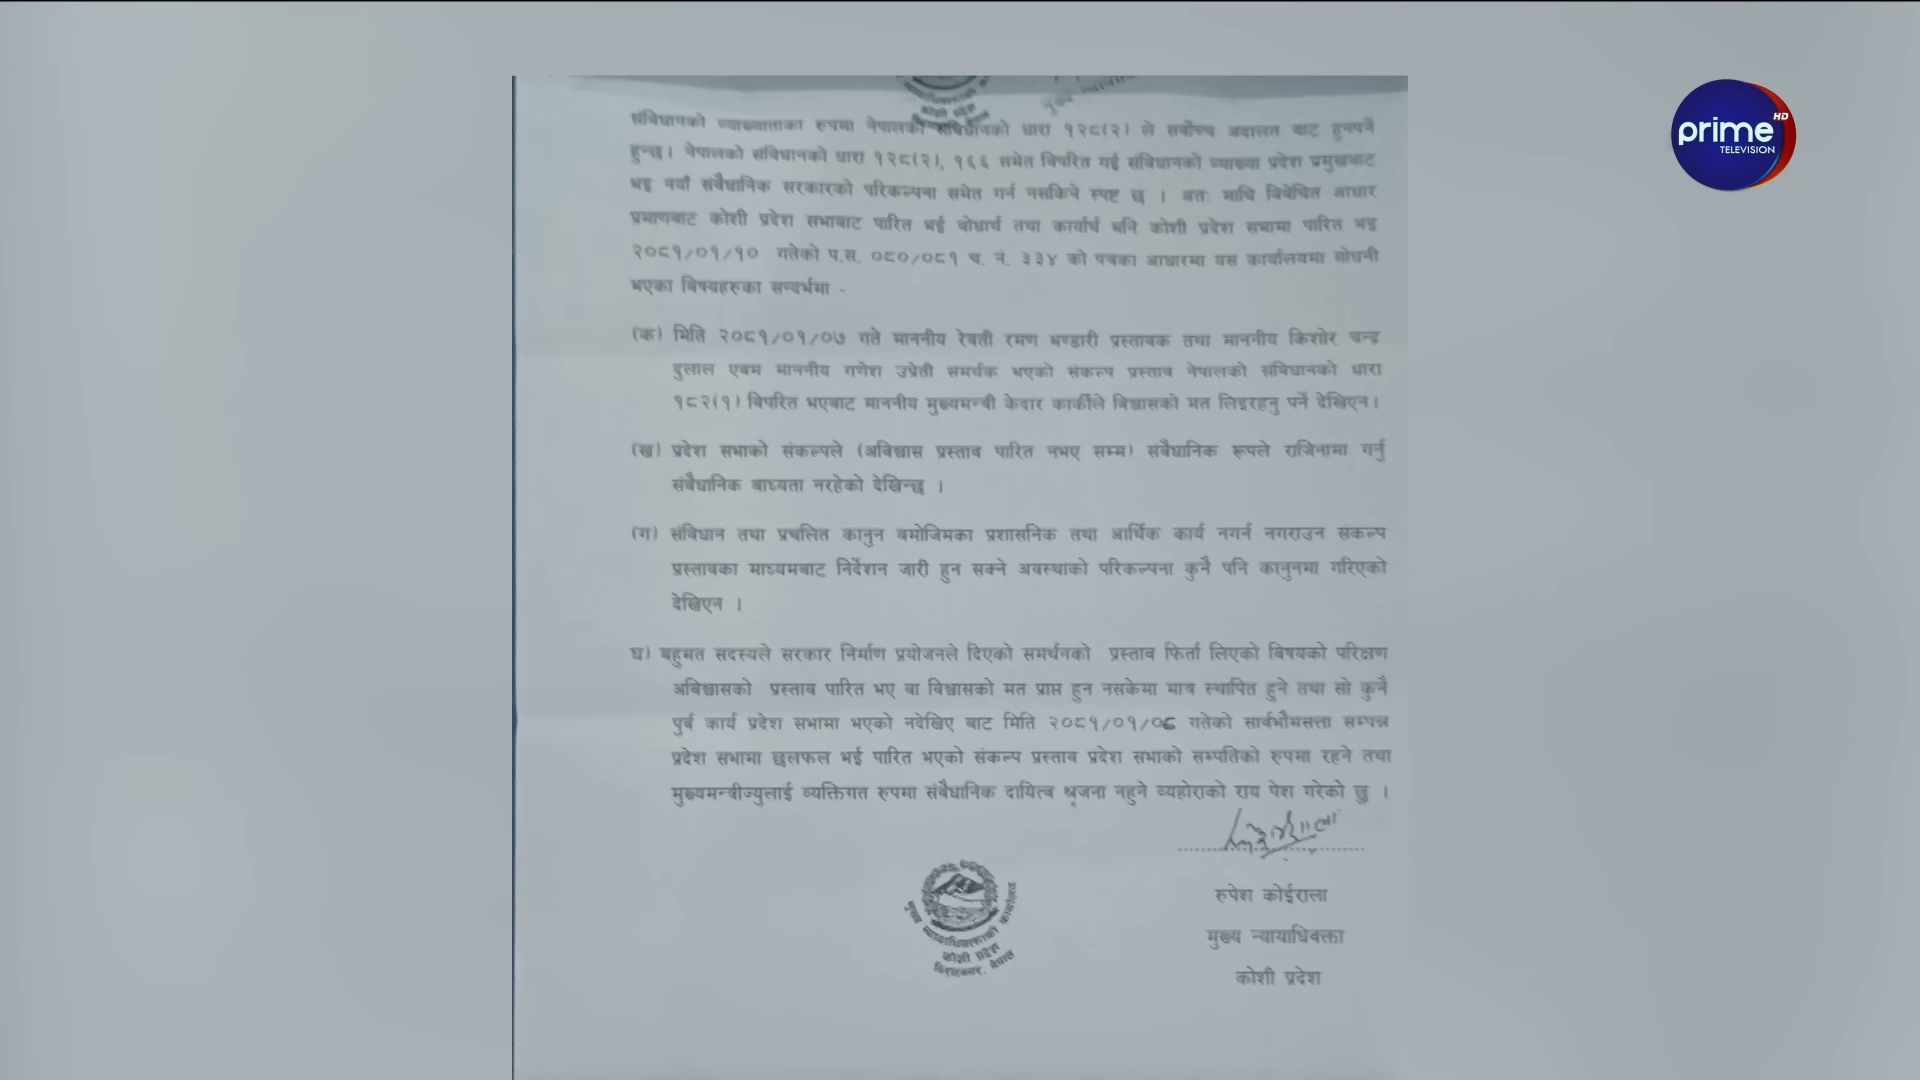 संविधानको व्याख्याताका रुपमा नेपालको संविधानको धारा १२८(२) ले सर्वोच्च अदालत बाट हुनुपर्ने
हुन्छ। नेपालको संविधानको धारा १२८(२), १६६ समेत विपरित गई संविधानको व्याख्या प्रदेश प्रमुखबाट
भइ नयाँ संवैधानिक सरकारको परिकल्पना समेत गर्न नसकिने स्पष्ट छ । अतः माथि विवेचित आधार
प्रमाणबाट कोशी प्रदेश सभाबाट पारित भई बोधार्थ तथा कार्यार्थ भनि कोशी प्रदेश सभामा पारित भइ
२०८१/०१/१० गतेको प.स. ०८०/०८१ च. नं. ३३४ को पत्रका आधारमा यस कार्यालयमा सोधनी
भएका बिषयहरुका सन्दर्भमा -
(क) मिति २०८१/०१/०७ गते माननीय रेवती रमण भण्डारी प्रस्तावक तथा माननीय किशोर चन्द्र
दुलाल एवम माननीय गणेश उप्रेती समर्थक भएको संकल्प प्रस्ताव नेपालको संविधानको धारा
१८२(१) विपरित भएबाट माननीय मुख्यमन्त्री केदार कार्कीले विश्वासको मत लिइरहनु पर्ने देखिएन।
(ख) प्रदेश सभाको संकल्पले (अविश्वास प्रस्ताव पारित नभए सम्म) संवैधानिक रूपले राजिनामा गर्नु
संवैधानिक बाध्यता नरहेको देखिन्छ ।
(ग) संविधान तथा प्रचलित कानुन बमोजिमका प्रशासनिक तथा आर्थिक कार्य नगर्न नगराउन संकल्प
प्रस्तावका माध्यमबाट निर्देशन जारी हुन सक्ने अवस्थाको परिकल्पना कुनै पनि कानुनमा गरिएको
देखिएन ।
घ) बहुमत सदस्यले सरकार निर्माण प्रयोजनले दिएको समर्थनको प्रस्ताव फिर्ता लिएको बिषयको परिक्षण
अबिश्वासको प्रस्ताव पारित भए वा विश्वासको मत प्राप्त हुन नसकेमा मात्र स्थापित हुने तथा सो कुनै
पुर्व कार्य प्रदेश सभामा भएको नदेखिए बाट मिति २०८१/०१/०८ गतेको सार्वभौमसत्ता सम्पन्न
प्रदेश सभामा छलफल भई पारित भएको संकल्प प्रस्ताव प्रदेश सभाको सम्पतिको रुपमा रहने तथा
मुख्यमन्त्रीज्युलाई व्यक्तिगत रुपमा संवैधानिक दायित्व श्रृजना नहुने व्यहोराको राय पेश गरेको छु ।
रुपेश कोईराला
मुख्य न्यायाधिवक्ता
कोशी प्रदेश
मुख्य न्यायाधिवक्ताको कार्यालय
कोशी प्रदेश
विराटनगर, नेपाल
prime HD
TELEVISION